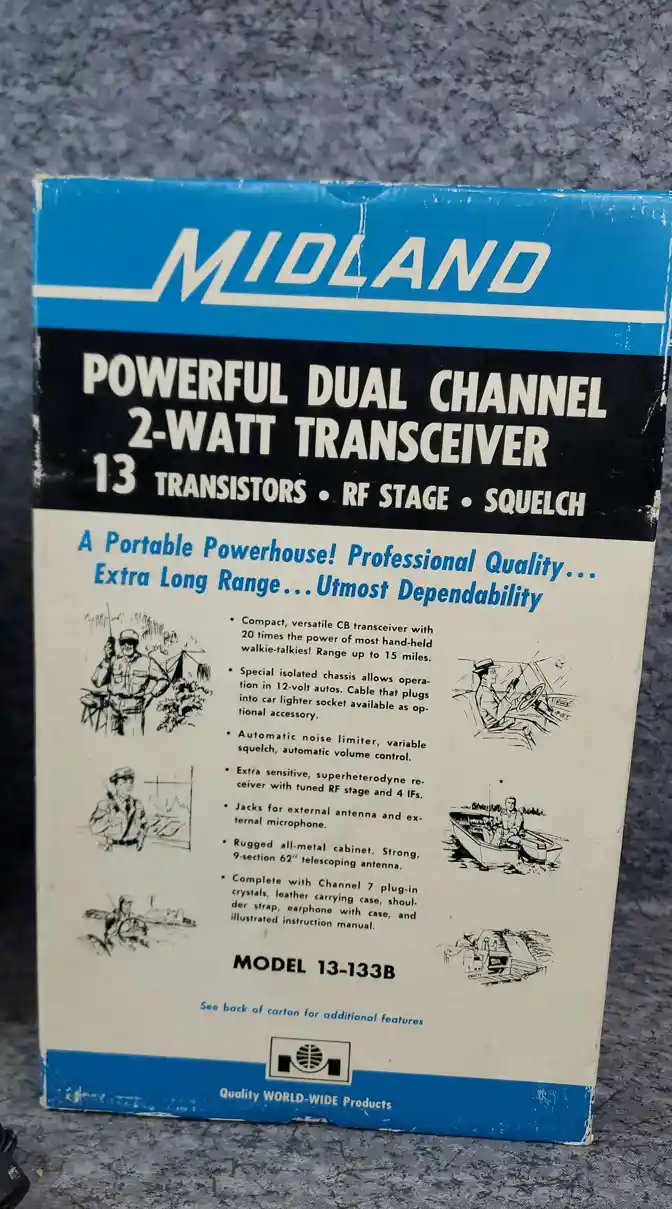 MIDLAND
POWERFUL DUAL CHANNEL
2-WATT TRANSCEIVER
13 TRANSISTORS • RF STAGE • SQUELCH
A Portable Powerhouse! Professional Quality...
Extra Long Range...Utmost Dependability
• Compact, versatile CB transceiver with
20 times the power of most hand-held
walkie-talkies! Range up to 15 miles.
• Special isolated chassis allows opera-
tion in 12-volt autos. Cable that plugs
into car lighter socket available as op-
tional accessory.
• Automatic noise limiter, variable
squelch, automatic volume control.
• Extra sensitive, superheterodyne re-
ceiver with tuned RF stage and 4 IFs.
• Jacks for external antenna and ex-
ternal microphone.
• Rugged all-metal cabinet. Strong,
9-section 62" telescoping antenna.
• Complete with Channel 7 plug-in
crystals, leather carrying case, shoul-
der strap, earphone with case, and
illustrated instruction manual.
MODEL 13-133B
See back of carton for additional features
Quality WORLD-WIDE Products